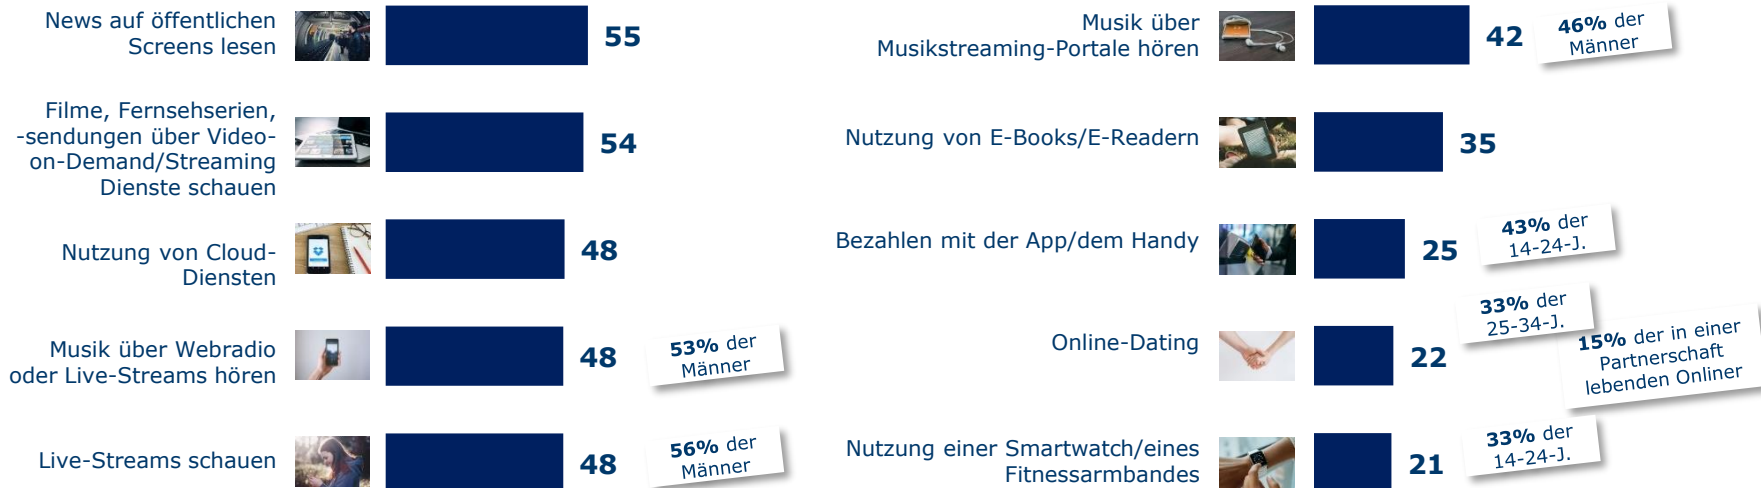 News auf öffentlichen
Screens lesen
55
Filme, Fernsehserien,
-sendungen über Video-
on-Demand/Streaming
Dienste schauen
54
Nutzung von Cloud-
Diensten
48
Musik über Webradio
oder Live-Streams hören
48
53% der
Männer
Live-Streams schauen
48
56% der
Männer
Musik über
Musikstreaming-Portale hören
42
46% der
Männer
Nutzung von E-Books/E-Readern
35
Bezahlen mit der App/dem Handy
25
43% der
14-24-J.
Online-Dating
22
33% der
25-34-J.
15% der in einer
Partnerschaft
lebenden Onliner
Nutzung einer Smartwatch/eines
Fitnessarmbandes
21
33% der
14-24-J.